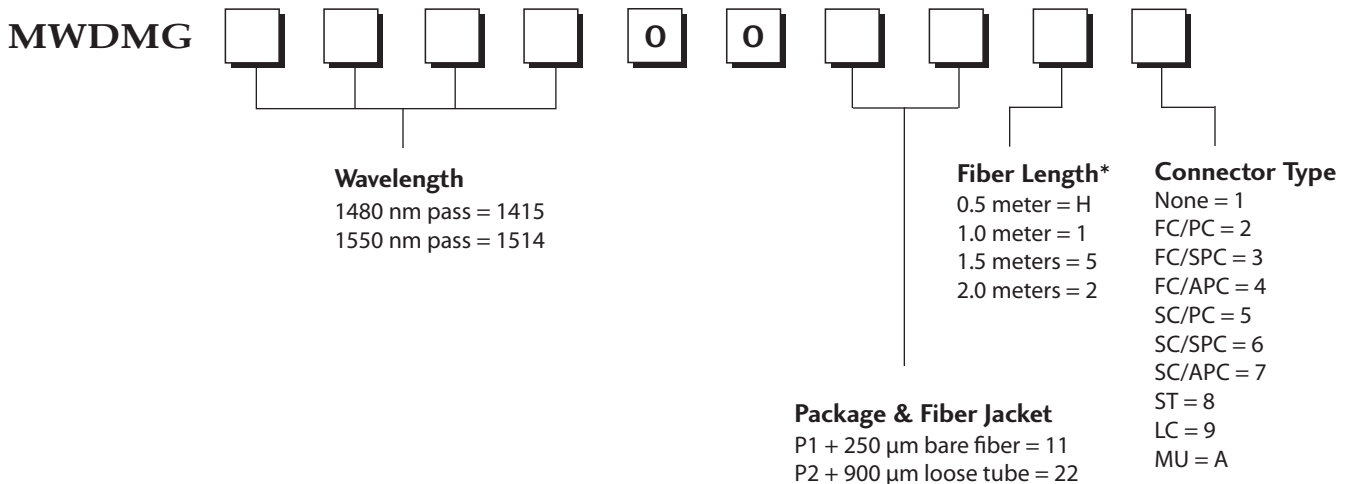 MWDMG 0 0
Wavelength
1480 nm pass = 1415
1550 nm pass = 1514
Fiber Length*
0.5 meter = H
1.0 meter = 1
1.5 meters = 5
2.0 meters = 2
Connector Type
None = 1
FC/PC = 2
FC/SPC = 3
FC/APC = 4
SC/PC = 5
SC/SPC = 6
SC/APC = 7
ST = 8
LC = 9
MU = A
Package & Fiber Jacket
P1 + 250 µm bare fiber = 11
P2 + 900 µm loose tube = 22